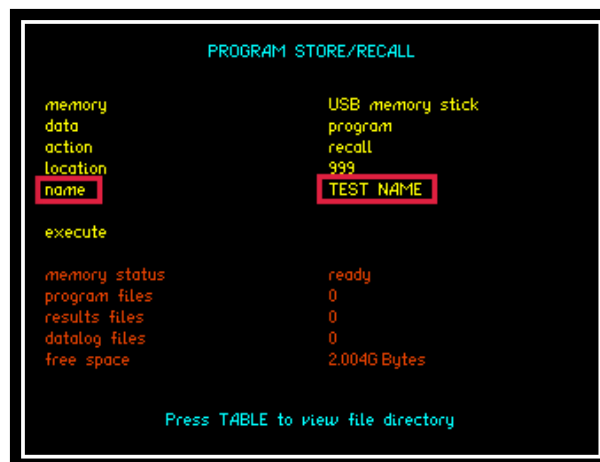 PROGRAM STORE/RECALL
memory USB memory stick
data program
action recall
location 999
name TEST NAME
execute
memory status ready
program files 0
results files 0
datalog files 0
free space 2.004G Bytes
Press TABLE to view file directory